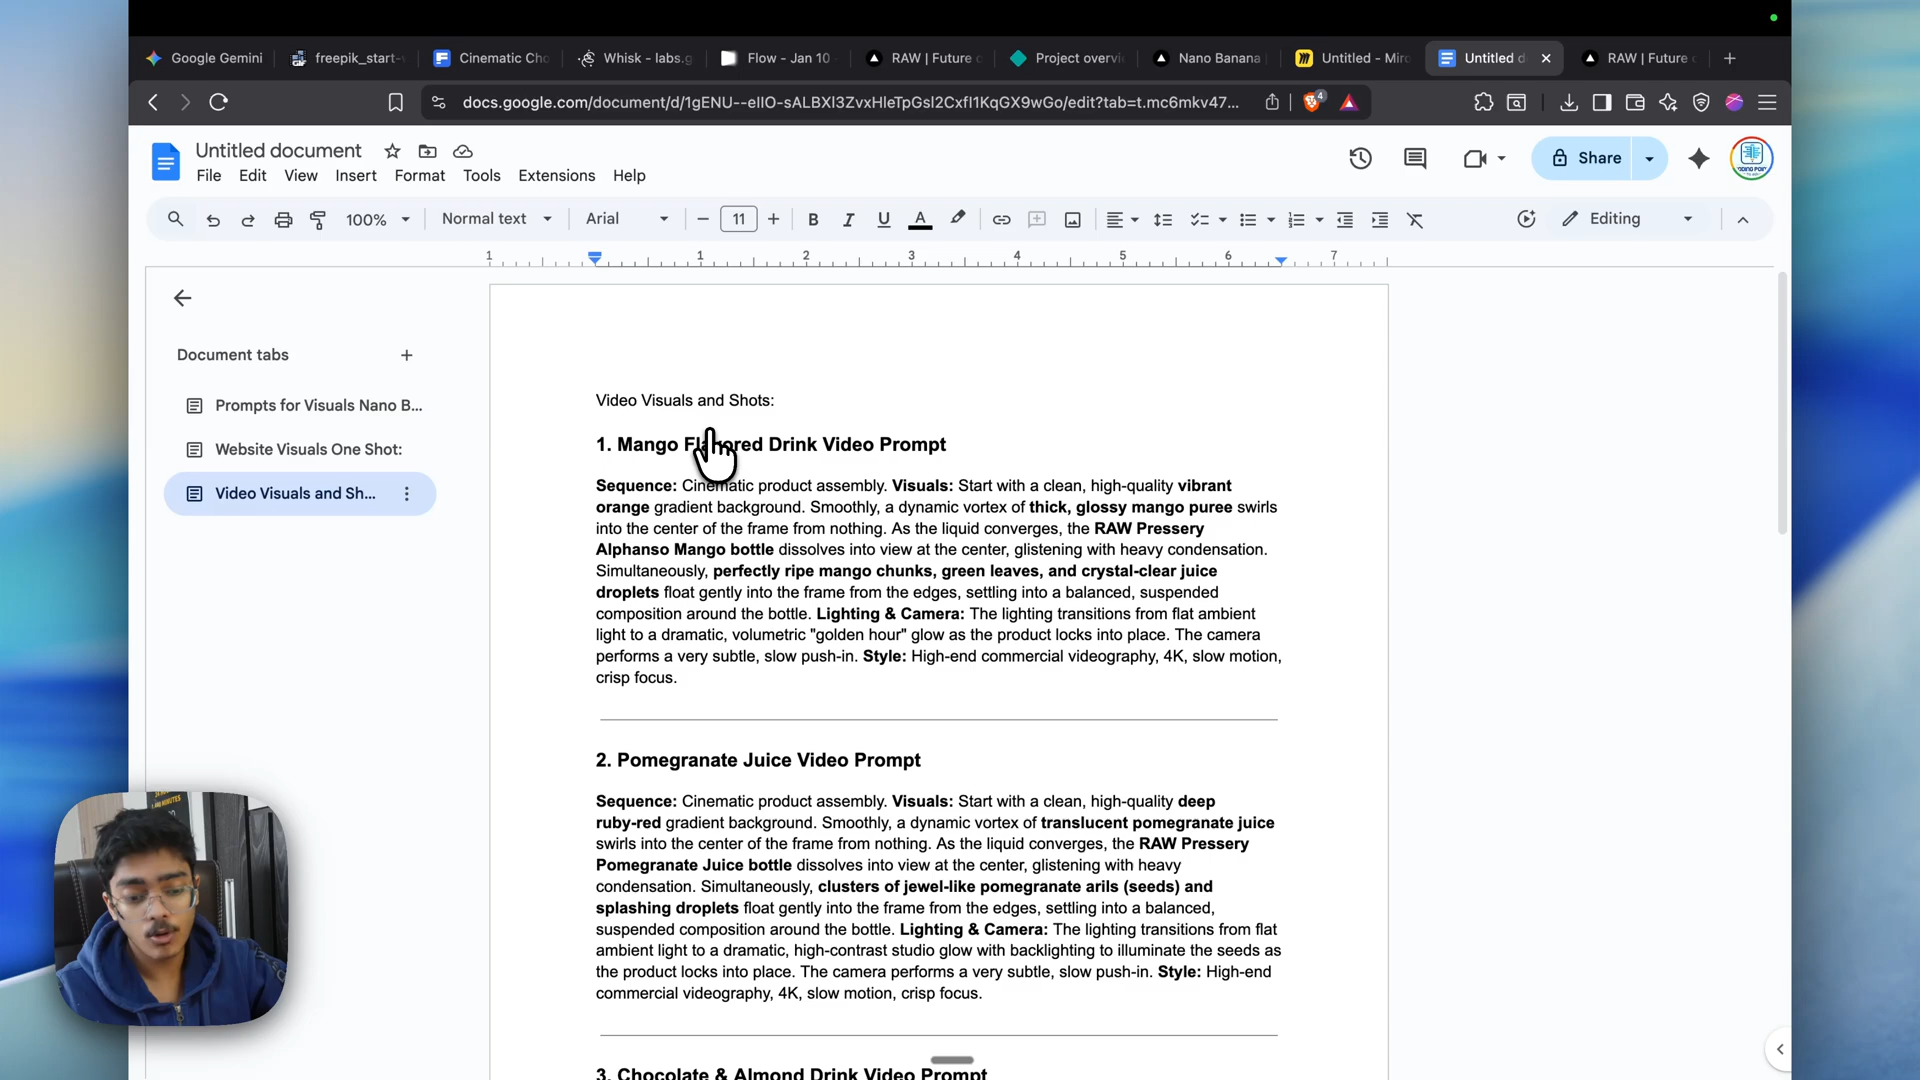 Google Gemini
freepik_start-
Cinematic Cho
Whisk - labs.g
Flow - Jan 10
RAW | Future o
Project overvi
Nano Banana
Untitled - Miro
Untitled d
RAW | Future o
docs.google.com/document/d/1gENU--eIIO-sALBXI3ZvxHleTpGsl2Cxfl1KqGX9wGo/edit?tab=t.mc6mkv47...
4
Untitled document
File Edit View Insert Format Tools Extensions Help
Share
100% Normal text Arial 11 Editing
1 1 2 3 4 5 6 7
Document tabs
Prompts for Visuals Nano B...
Website Visuals One Shot:
Video Visuals and Sh...
Video Visuals and Shots:
1. Mango Flavored Drink Video Prompt
Sequence: Cinematic product assembly. Visuals: Start with a clean, high-quality vibrant
orange gradient background. Smoothly, a dynamic vortex of thick, glossy mango puree swirls
into the center of the frame from nothing. As the liquid converges, the RAW Pressery
Alphanso Mango bottle dissolves into view at the center, glistening with heavy condensation.
Simultaneously, perfectly ripe mango chunks, green leaves, and crystal-clear juice
droplets float gently into the frame from the edges, settling into a balanced, suspended
composition around the bottle. Lighting & Camera: The lighting transitions from flat ambient
light to a dramatic, volumetric "golden hour" glow as the product locks into place. The camera
performs a very subtle, slow push-in. Style: High-end commercial videography, 4K, slow motion,
crisp focus.
2. Pomegranate Juice Video Prompt
Sequence: Cinematic product assembly. Visuals: Start with a clean, high-quality deep
ruby-red gradient background. Smoothly, a dynamic vortex of translucent pomegranate juice
swirls into the center of the frame from nothing. As the liquid converges, the RAW Pressery
Pomegranate Juice bottle dissolves into view at the center, glistening with heavy
condensation. Simultaneously, clusters of jewel-like pomegranate arils (seeds) and
splashing droplets float gently into the frame from the edges, settling into a balanced,
suspended composition around the bottle. Lighting & Camera: The lighting transitions from flat
ambient light to a dramatic, high-contrast studio glow with backlighting to illuminate the seeds as
the product locks into place. The camera performs a very subtle, slow push-in. Style: High-end
commercial videography, 4K, slow motion, crisp focus.
3. Chocolate & Almond Drink Video Prompt